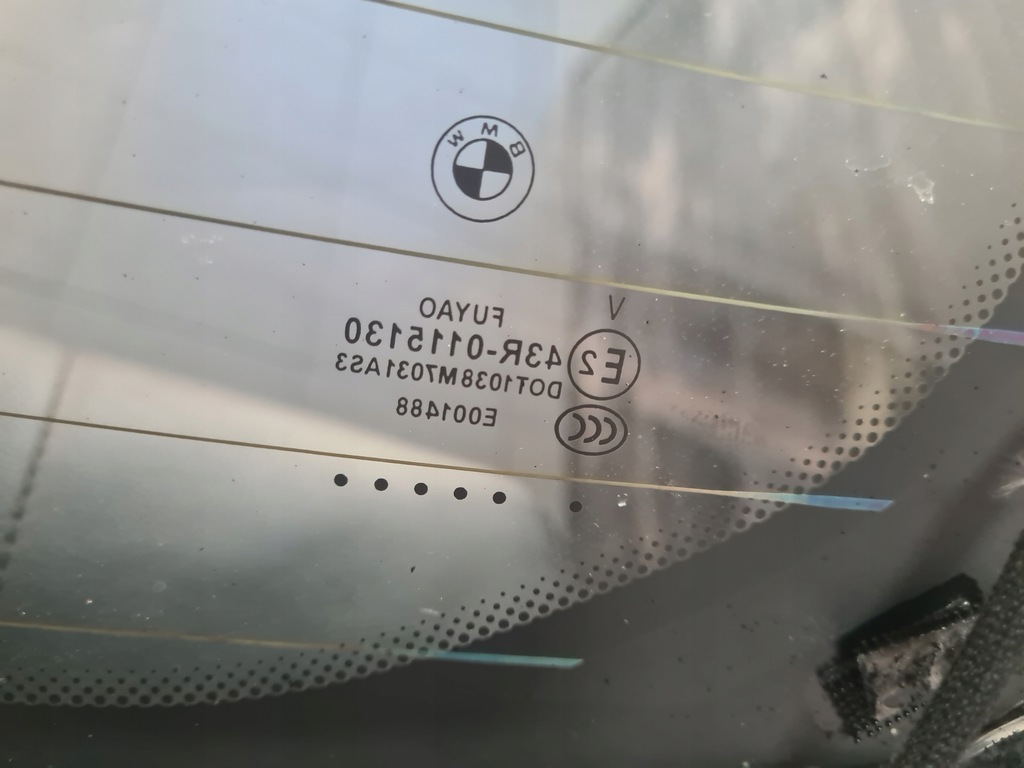 BMW
V
FUYAO
E2 43R-0115130
DOT1038M7031AS3
CCC E001488